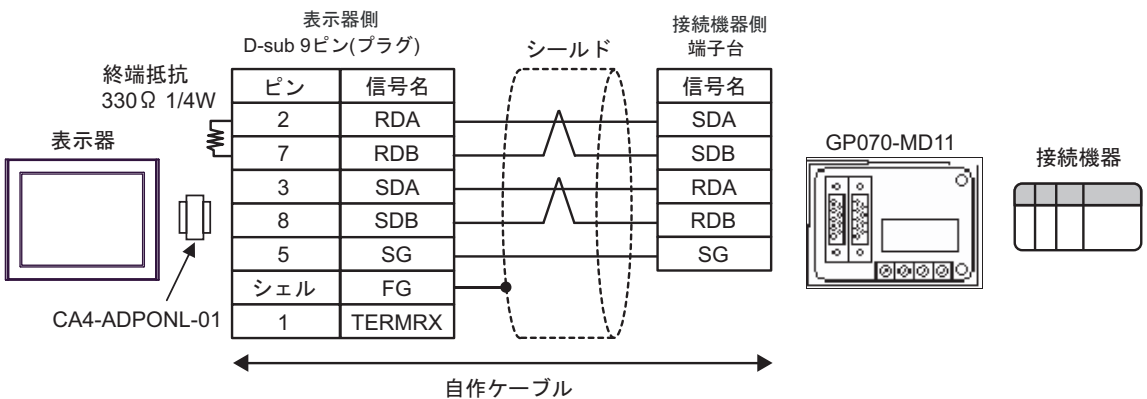 表示器側
D-sub 9ピン(プラグ)
シールド
接続機器側
端子台
終端抵抗
330Ω 1/4W
ピン 信号名 信号名
2 RDA SDA
7 RDB SDB
3 SDA RDA
8 SDB RDB
5 SG SG
シェル FG
1 TERMRX
表示器
CA4-ADPONL-01
GP070-MD11
接続機器
自作ケーブル